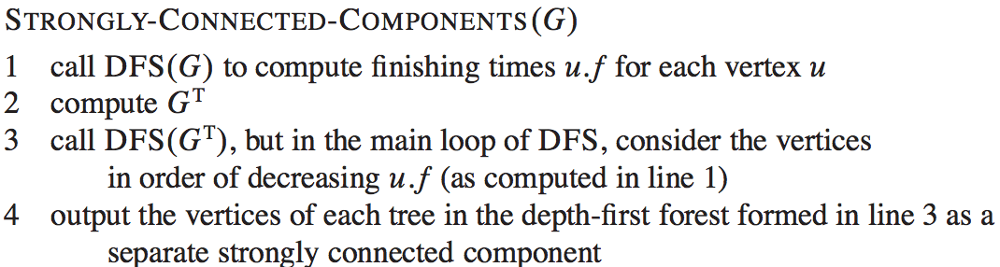 STRONGLY-CONNECTED-COMPONENTS(G)
1 call DFS(G) to compute finishing times u.f for each vertex u
2 compute Gᵀ
3 call DFS(Gᵀ), but in the main loop of DFS, consider the vertices
in order of decreasing u.f (as computed in line 1)
4 output the vertices of each tree in the depth-first forest formed in line 3 as a
separate strongly connected component